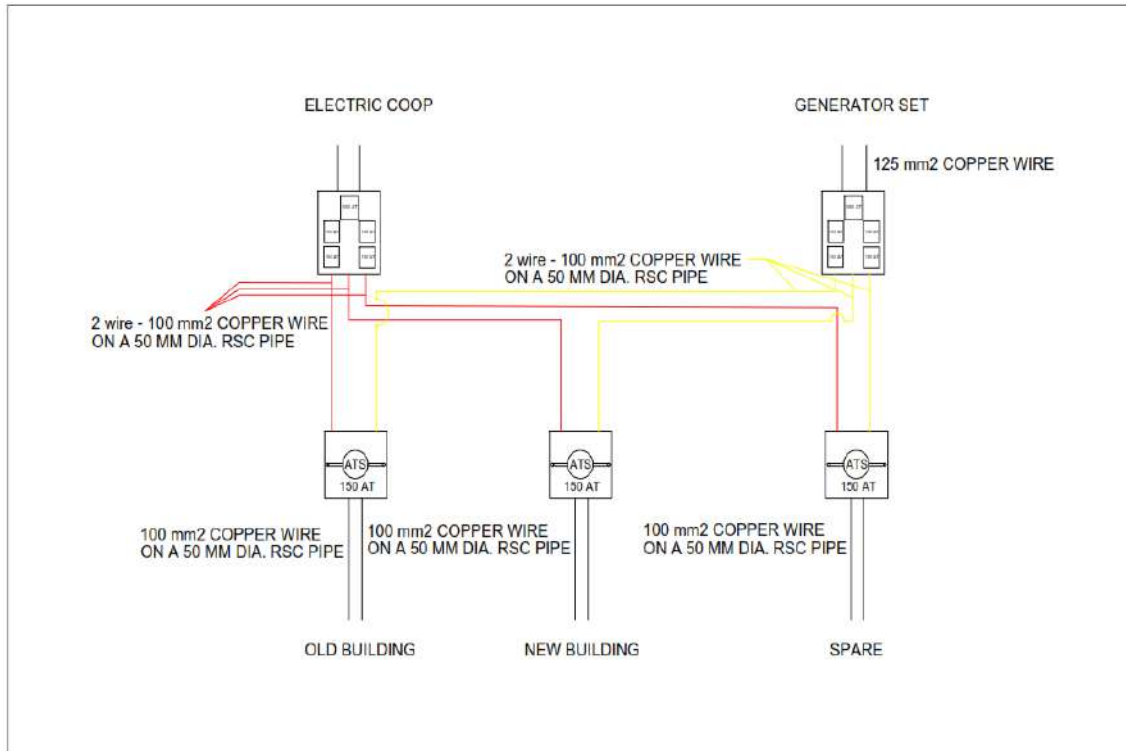 ELECTRIC COOP
GENERATOR SET
125 mm2 COPPER WIRE
2 wire - 100 mm2 COPPER WIRE
ON A 50 MM DIA. RSC PIPE
2 wire - 100 mm2 COPPER WIRE
ON A 50 MM DIA. RSC PIPE
ATS
150 AT
ATS
150 AT
ATS
150 AT
100 mm2 COPPER WIRE
ON A 50 MM DIA. RSC PIPE
100 mm2 COPPER WIRE
ON A 50 MM DIA. RSC PIPE
100 mm2 COPPER WIRE
ON A 50 MM DIA. RSC PIPE
OLD BUILDING
NEW BUILDING
SPARE